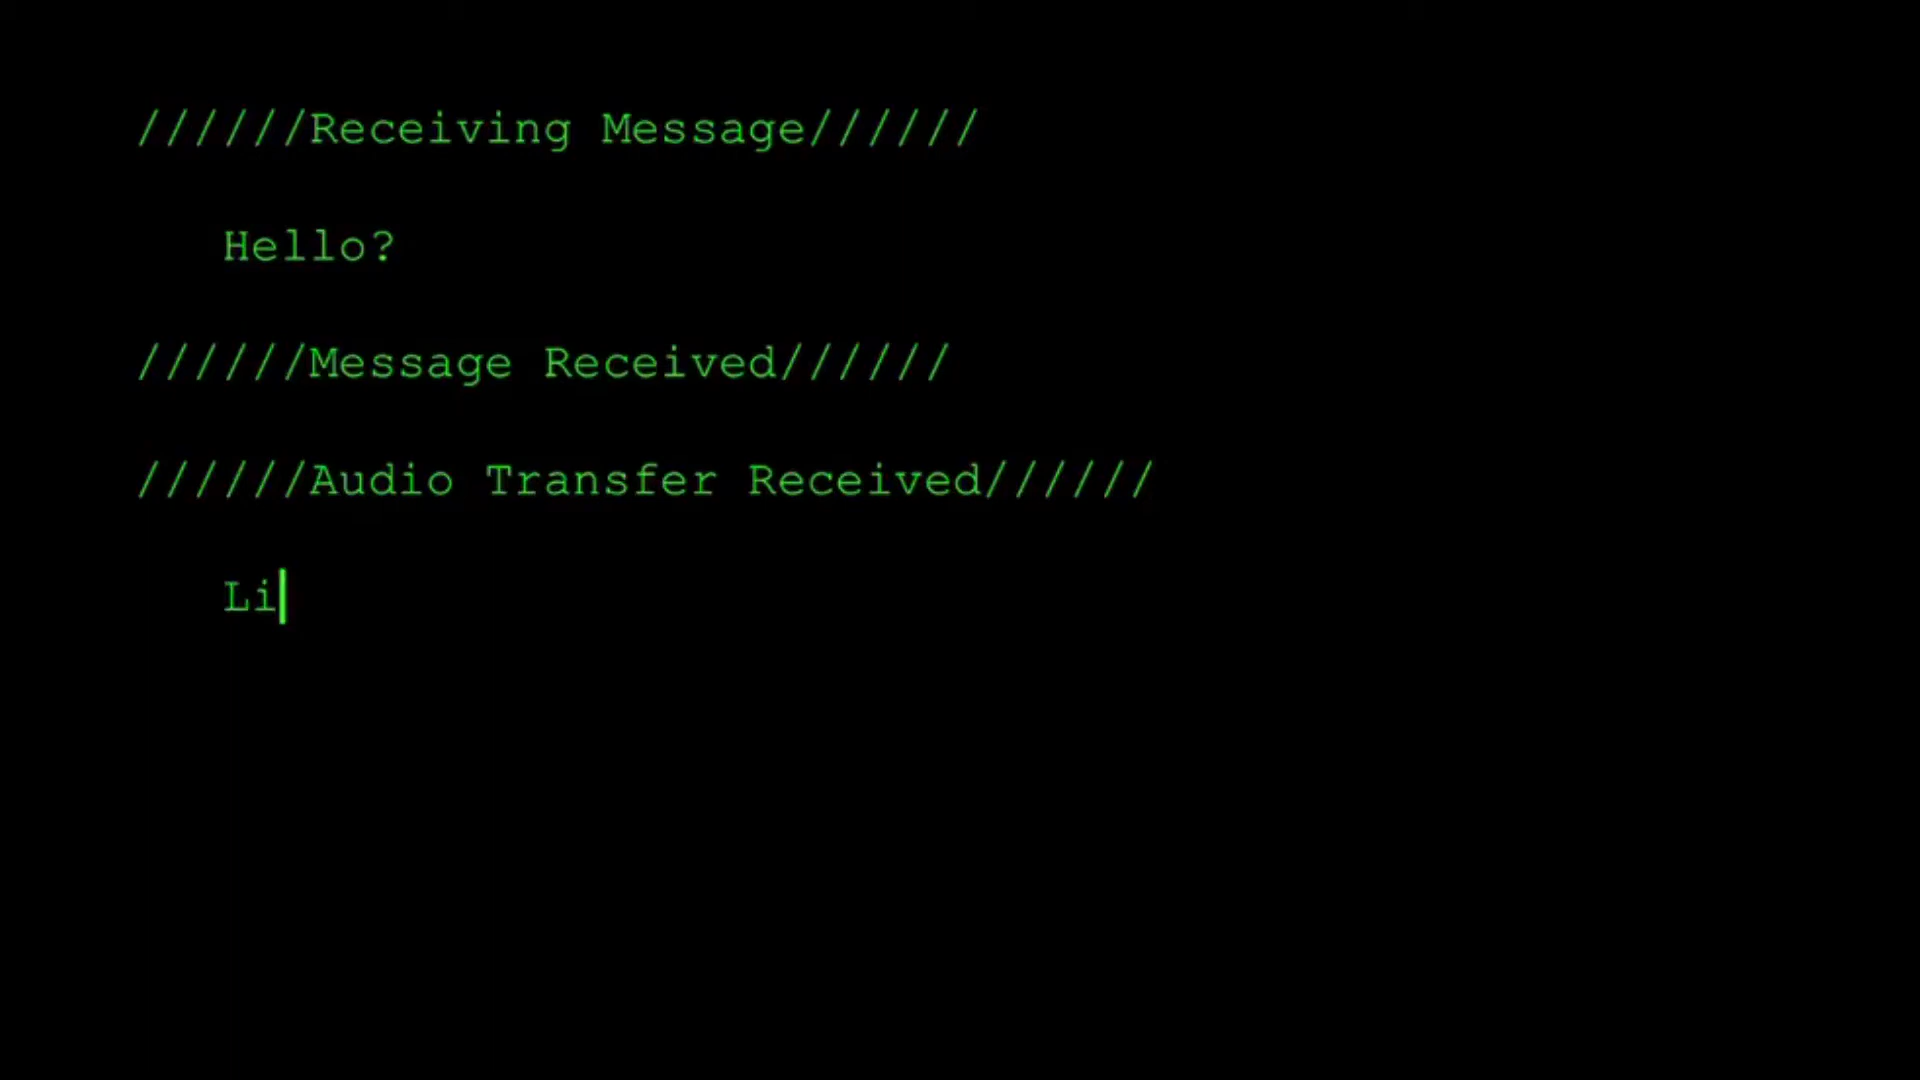 //////Receiving Message//////
Hello?
//////Message Received//////
//////Audio Transfer Received//////
Li